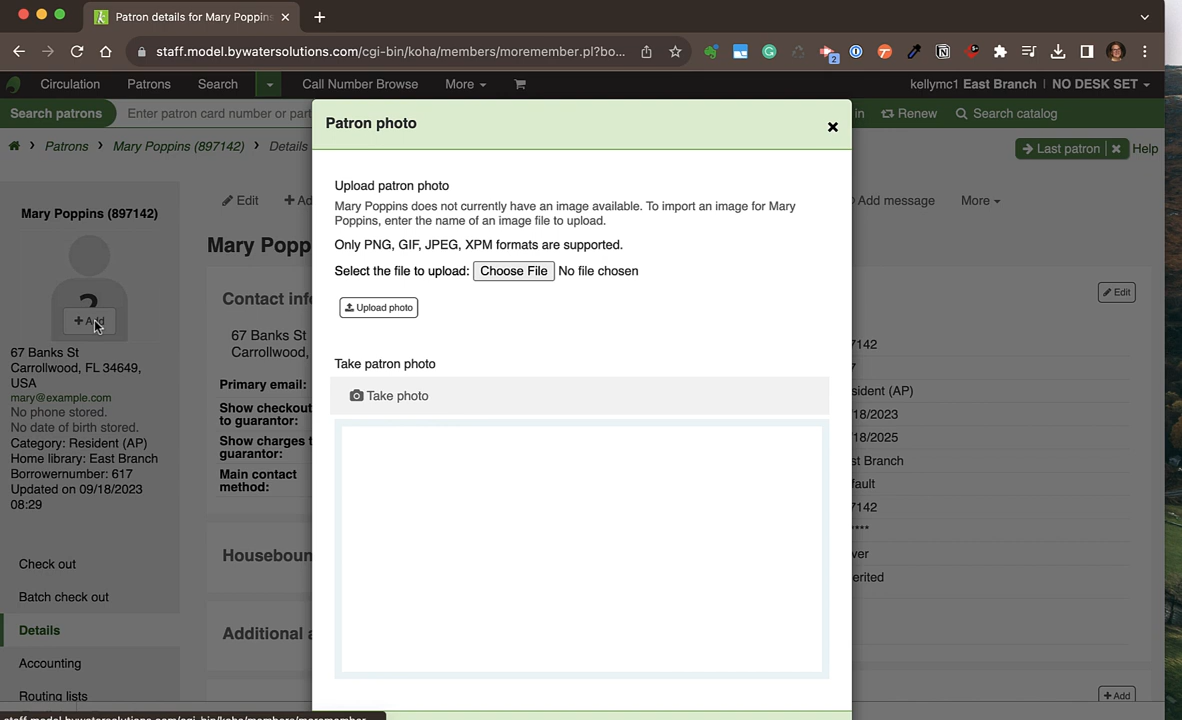 Patron details for Mary Poppins
staff.model.bywatersolutions.com/cgi-bin/koha/members/moremember.pl?bo...
2
Circulation Patrons Search Call Number Browse More kellymc1 East Branch | NO DESK SET
Search patrons Enter patron card number or part in Renew Search catalog
Patrons Mary Poppins (897142) Details Last patron Help
Patron photo
Mary Poppins (897142)
Edit Add message More
Mary Popp
Add
67 Banks St
Carrollwood, FL 34649,
USA
mary@example.com
No phone stored.
No date of birth stored.
Category: Resident (AP)
Home library: East Branch
Borrowernumber: 617
Updated on 09/18/2023
08:29
Check out
Batch check out
Details
Accounting
Routing lists
Contact inf
67 Banks St
Carrollwood,
Primary email:
Show checkout
to guarantor:
Show charges t
guarantor:
Main contact
method:
Housebour
Additional a
Upload patron photo
Mary Poppins does not currently have an image available. To import an image for Mary
Poppins, enter the name of an image file to upload.
Only PNG, GIF, JPEG, XPM formats are supported.
Select the file to upload: Choose File No file chosen
Upload photo
Take patron photo
Take photo
Edit
7142
7
sident (AP)
/18/2023
/18/2025
st Branch
fault
7142
****
ver
erited
Add